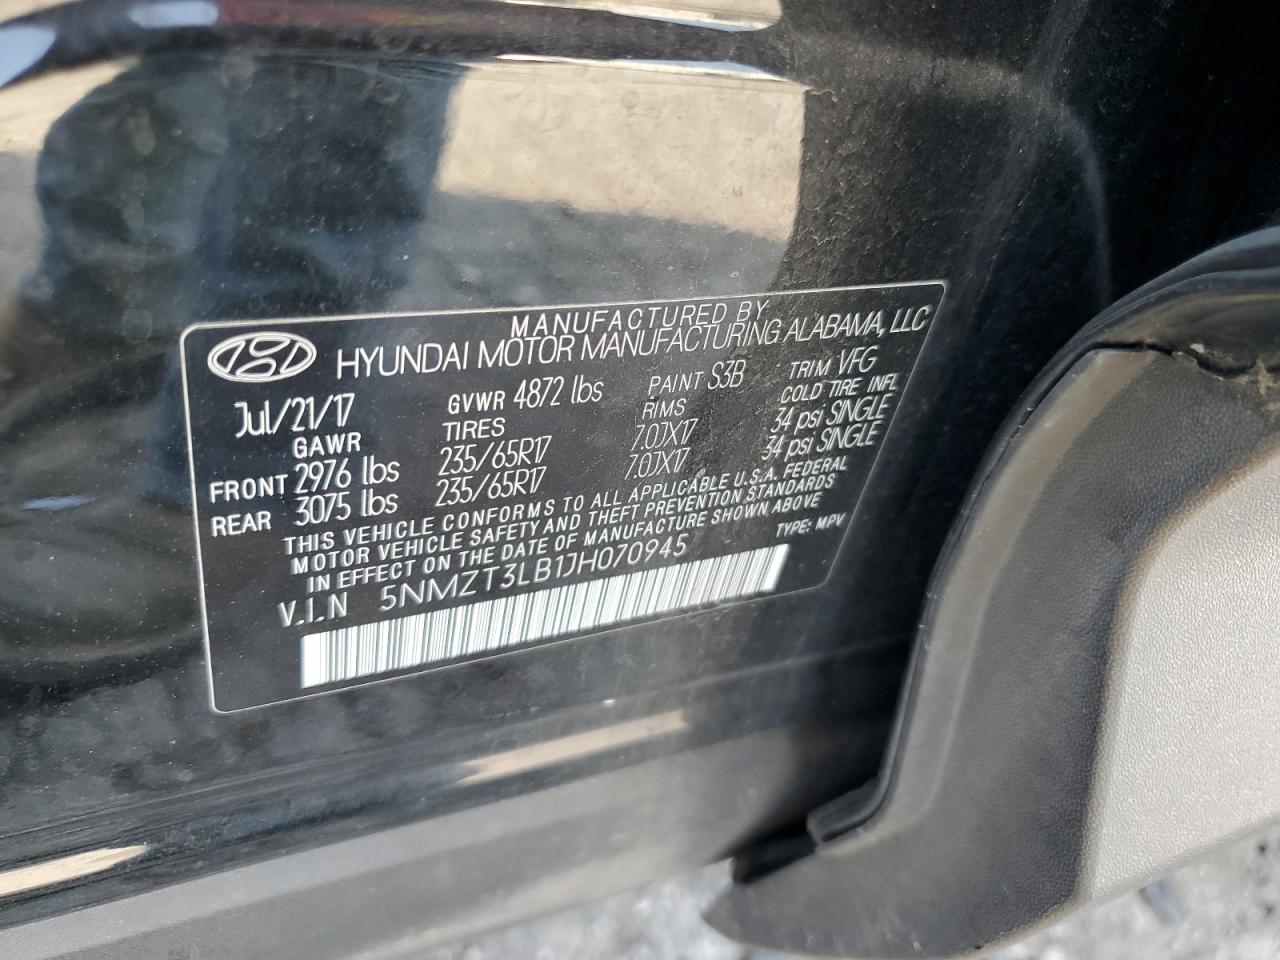 MANUFACTURED BY
HYUNDAI MOTOR MANUFACTURING ALABAMA, LLC
Jul/21/17 GVWR 4872 lbs PAINT S3B TRIM VFG
GAWR TIRES RIMS COLD TIRE INFL
FRONT 2976 lbs 235/65R17 7.0JX17 34 psi SINGLE
REAR 3075 lbs 235/65R17 7.0JX17 34 psi SINGLE
THIS VEHICLE CONFORMS TO ALL APPLICABLE U.S.A. FEDERAL
MOTOR VEHICLE SAFETY AND THEFT PREVENTION STANDARDS
IN EFFECT ON THE DATE OF MANUFACTURE SHOWN ABOVE
V.I.N 5NMZT3LB1JH070945 TYPE: MPV